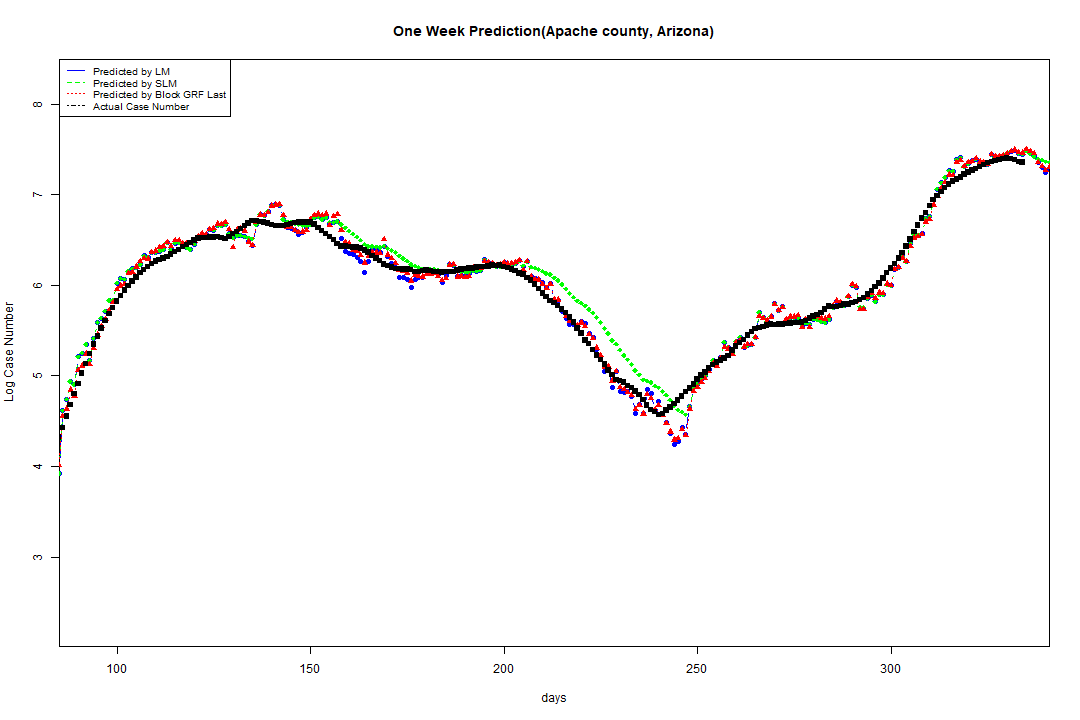 One Week Prediction(Apache county, Arizona)
Predicted by LM
Predicted by SLM
Predicted by Block GRF Last
Actual Case Number
8
7
6
5
4
3
Log Case Number
100 150 200 250 300
days